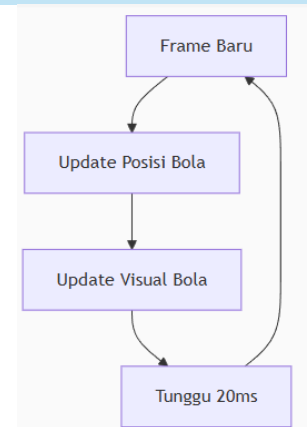 Frame Baru
Update Posisi Bola
Update Visual Bola
Tunggu 20ms